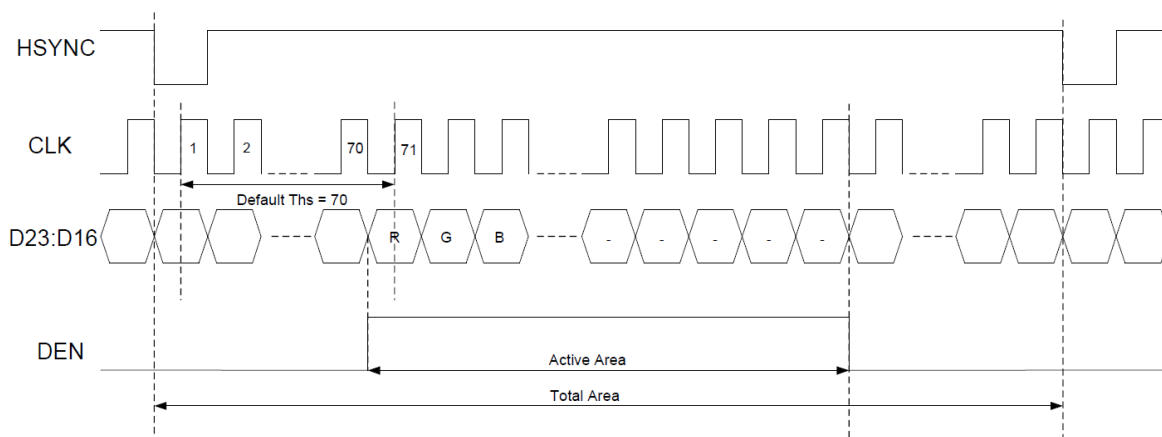 HSYNC
CLK
1
2
70
71
Default Ths = 70
D23:D16
R
G
B
-
-
-
-
-
DEN
Active Area
Total Area